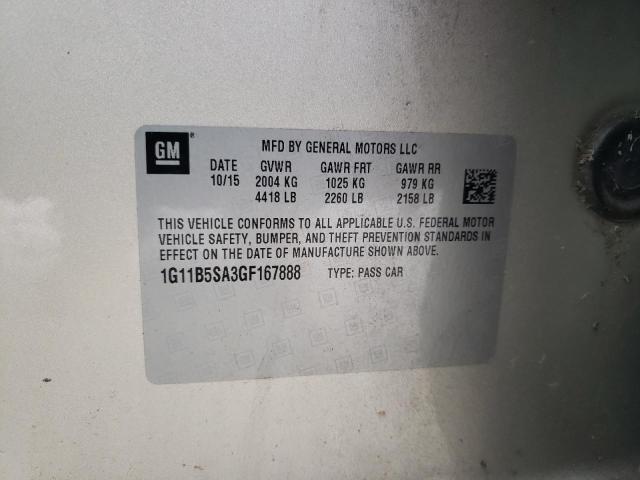 GM ®
MFD BY GENERAL MOTORS LLC
DATE GVWR GAWR FRT GAWR RR
10/15 2004 KG 1025 KG 979 KG
4418 LB 2260 LB 2158 LB
THIS VEHICLE CONFORMS TO ALL APPLICABLE U.S. FEDERAL MOTOR
VEHICLE SAFETY, BUMPER, AND THEFT PREVENTION STANDARDS IN
EFFECT ON THE DATE OF MANUFACTURE SHOWN ABOVE.
1G11B5SA3GF167888 TYPE: PASS CAR